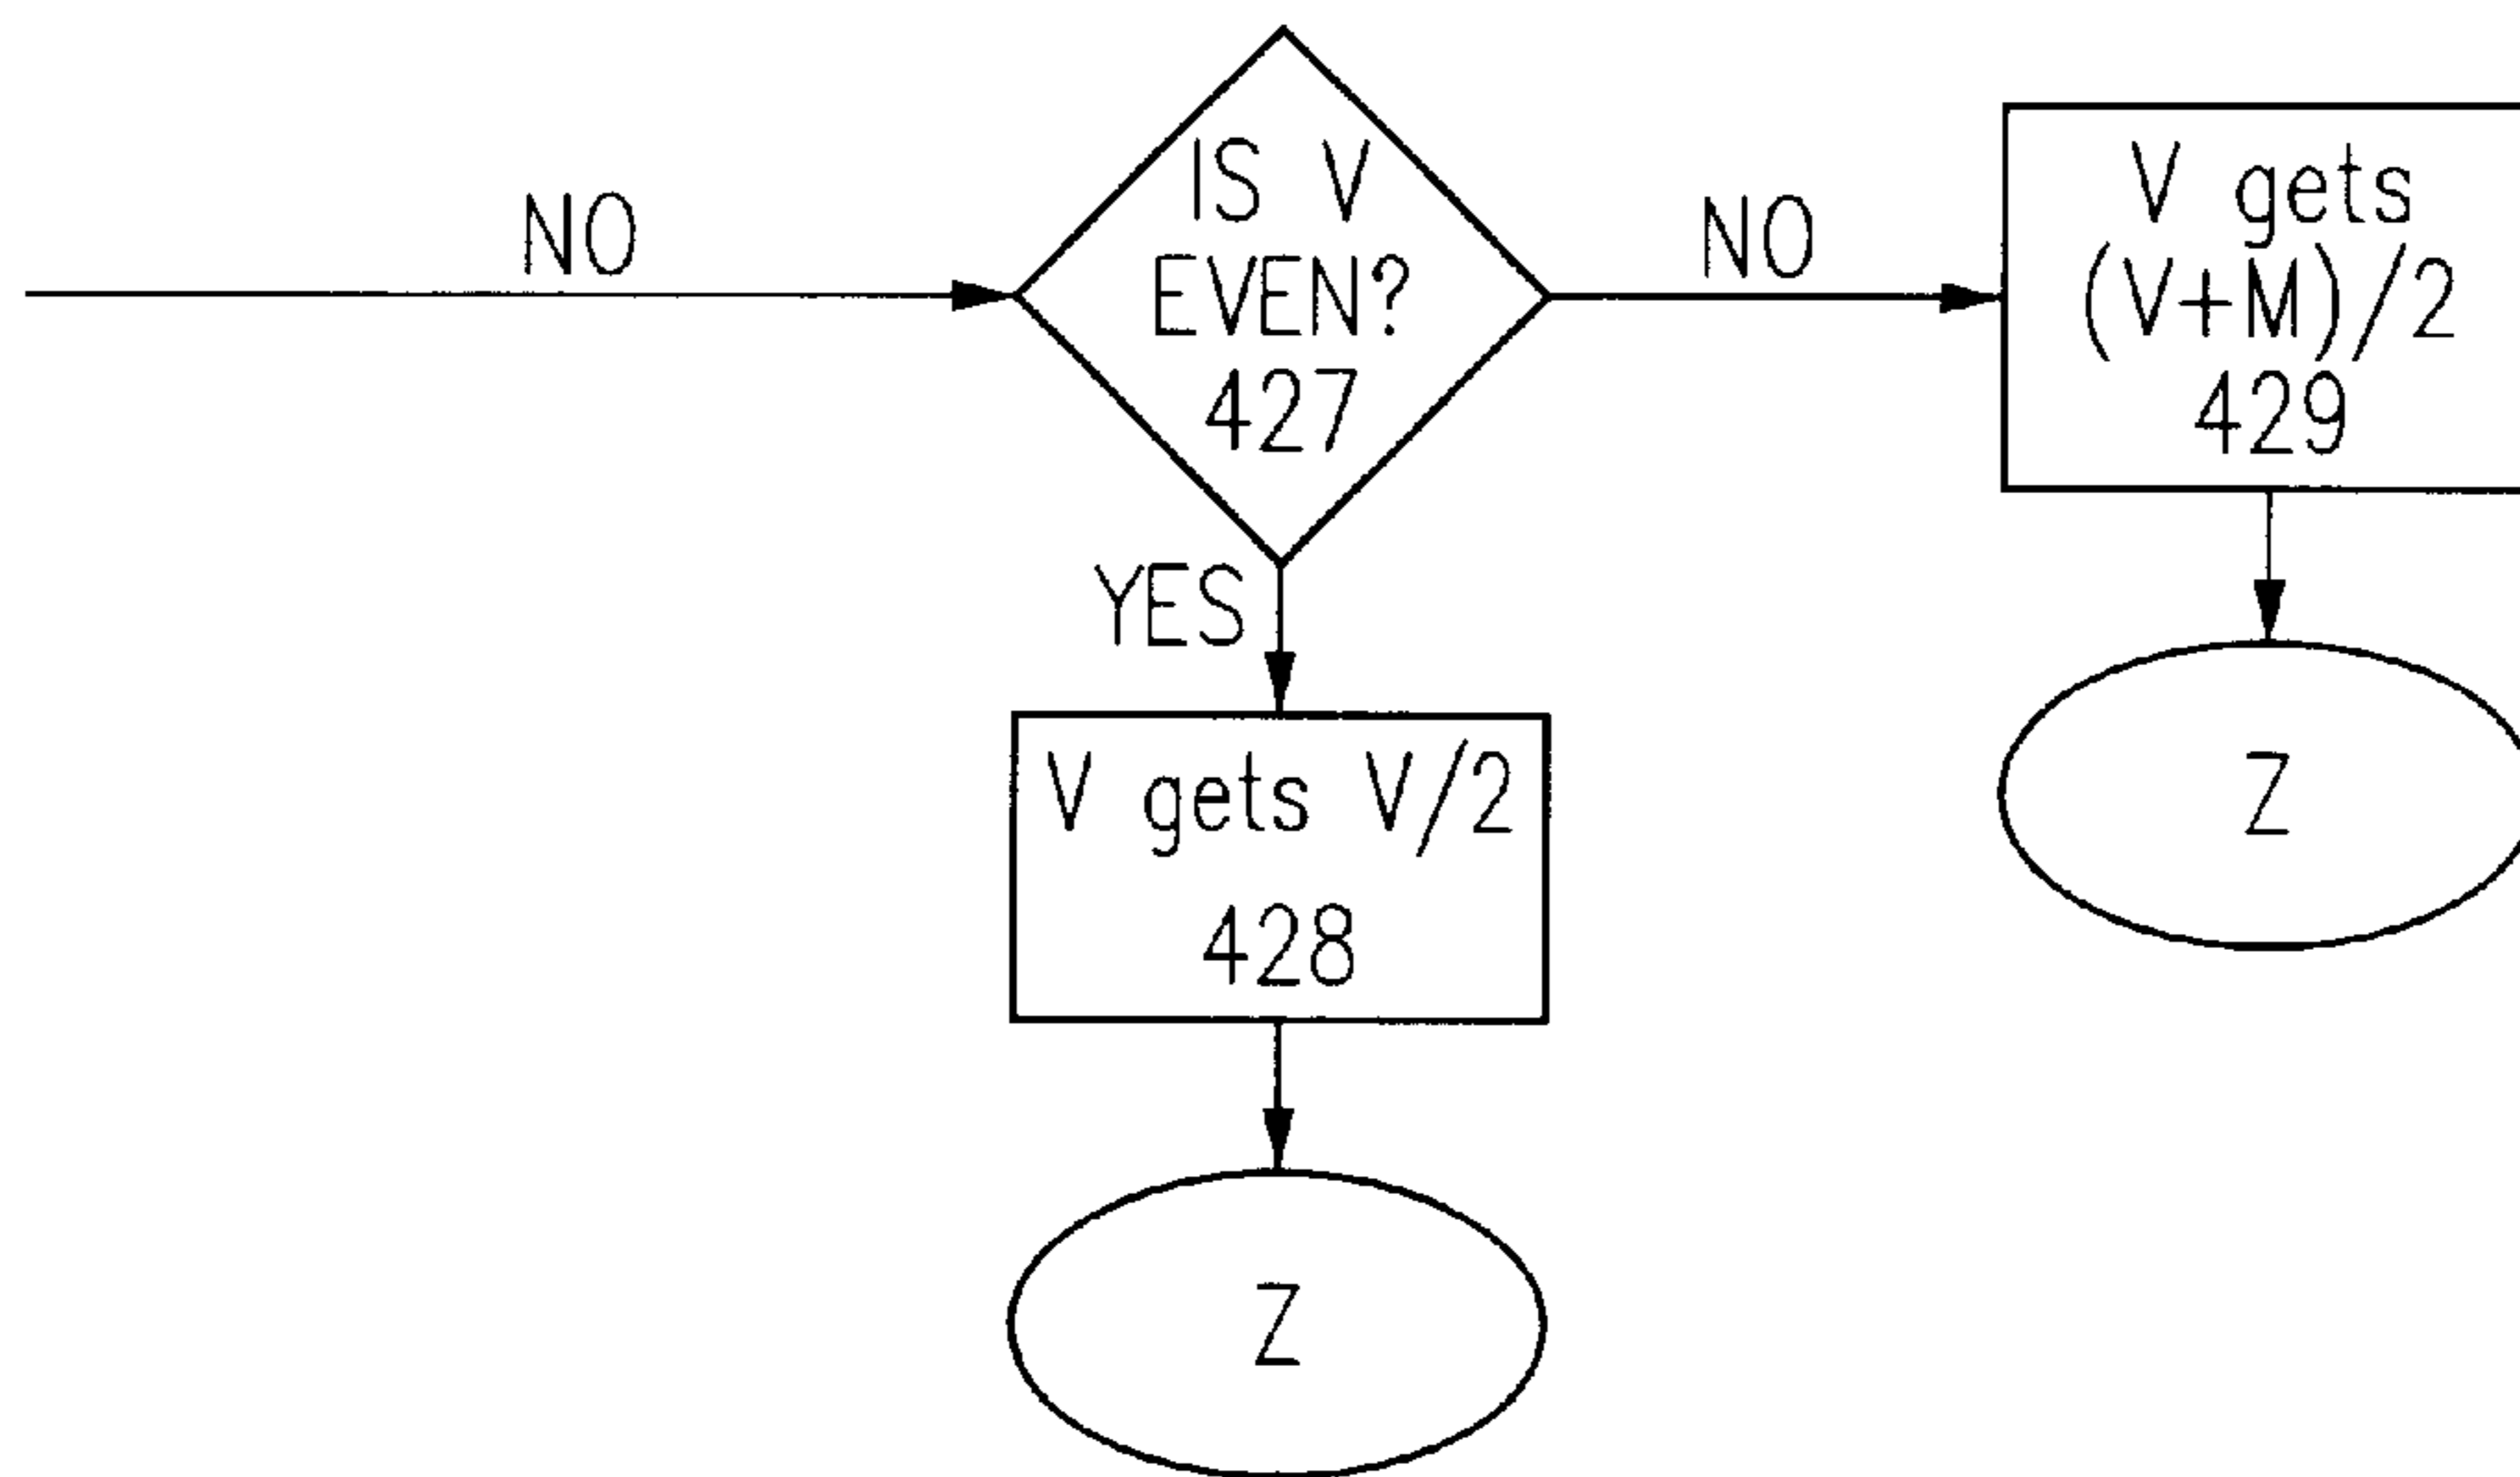 NO
IS V
EVEN?
427
NO
V gets
(V+M)/2
429
YES
V gets V/2
428
Z
Z